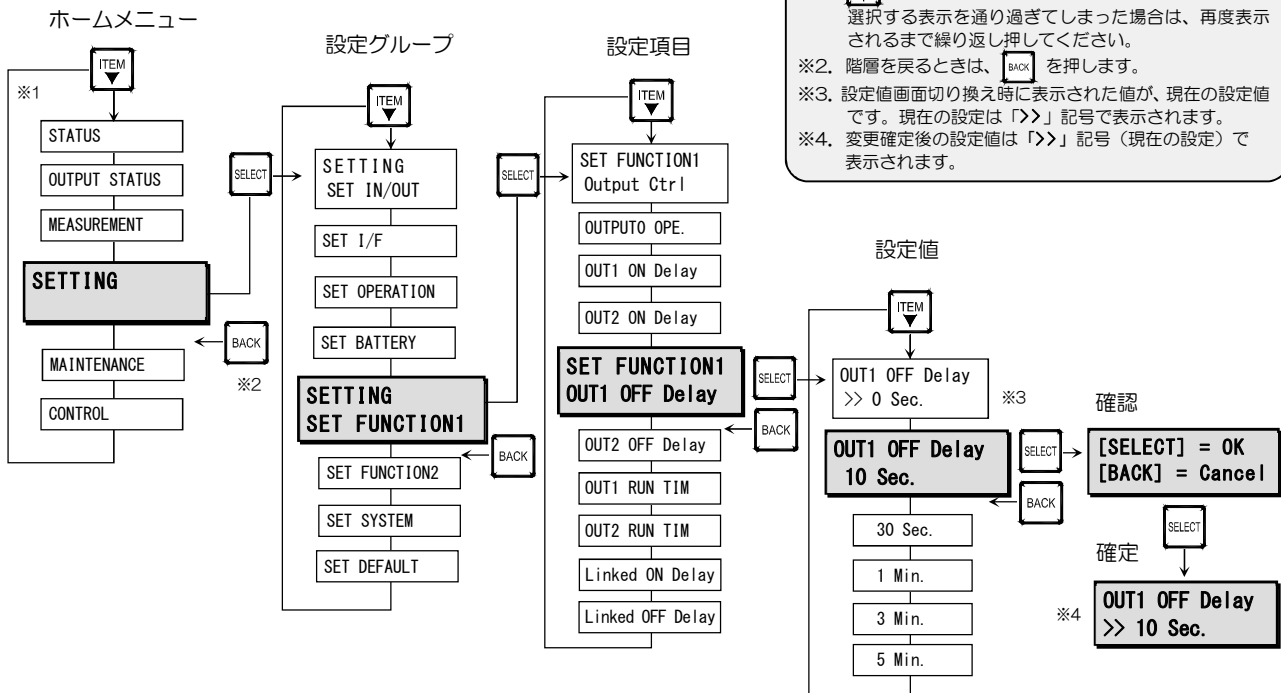 ホームメニュー
ITEM
▼
※1
STATUS
OUTPUT STATUS
MEASUREMENT
SETTING
MAINTENANCE
CONTROL
SELECT
BACK
※2
設定グループ
ITEM
▼
SETTING
SET IN/OUT
SET I/F
SET OPERATION
SET BATTERY
SETTING
SET FUNCTION1
SET FUNCTION2
SET SYSTEM
SET DEFAULT
SELECT
BACK
設定項目
ITEM
▼
SET FUNCTION1
Output Ctrl
OUTPUT0 OPE.
OUT1 ON Delay
OUT2 ON Delay
SET FUNCTION1
OUT1 OFF Delay
OUT2 OFF Delay
OUT1 RUN TIM
OUT2 RUN TIM
Linked ON Delay
Linked OFF Delay
SELECT
BACK
選択する表示を通り過ぎてしまった場合は、再度表示
されるまで繰り返し押してください。
※2. 階層を戻るときは、 BACK を押します。
※3. 設定値画面切り換え時に表示された値が、現在の設定値
です。現在の設定は「>>」記号で表示されます。
※4. 変更確定後の設定値は「>>」記号(現在の設定)で
表示されます。
設定値
ITEM
▼
OUT1 OFF Delay
>> 0 Sec.
※3
OUT1 OFF Delay
10 Sec.
30 Sec.
1 Min.
3 Min.
5 Min.
SELECT
BACK
確認
[SELECT] = OK
[BACK] = Cancel
SELECT
確定
※4
OUT1 OFF Delay
>> 10 Sec.